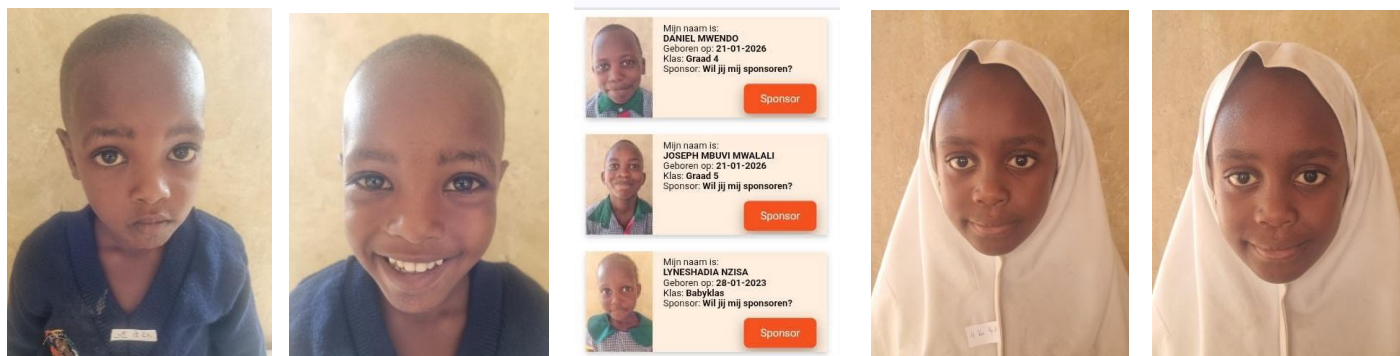 Mijn naam is:
DANIEL MWENDO
Geboren op: 21-01-2026
Klas: Graad 4
Sponsor: Wil jij mij sponsoren?
Sponsor
Mijn naam is:
JOSEPH MBUVI MWALALI
Geboren op: 21-01-2026
Klas: Graad 5
Sponsor: Wil jij mij sponsoren?
Sponsor
Mijn naam is:
LYNESHADIA NZISA
Geboren op: 28-01-2023
Klas: Babyklas
Sponsor: Wil jij mij sponsoren?
Sponsor